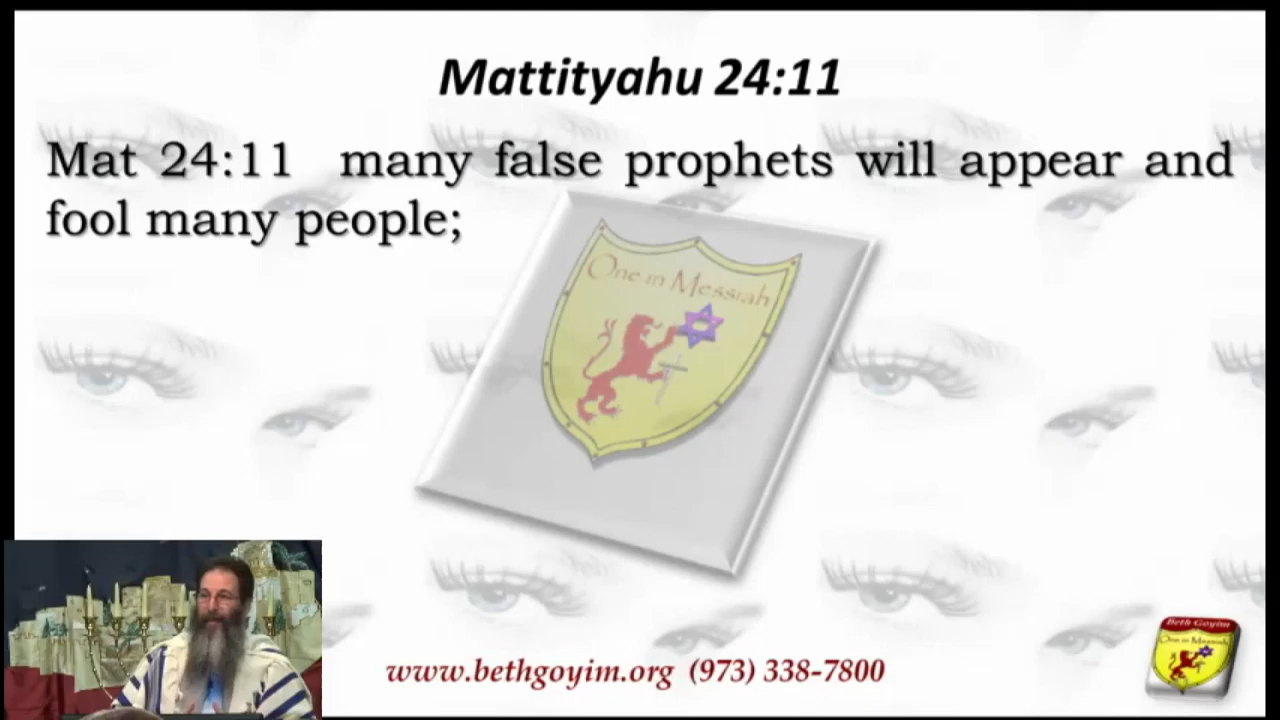 Mattityahu 24:11
Mat 24:11 many false prophets will appear and
fool many people;
One in Messiah
www.bethgoyim.org (973) 338-7800
Beth Goyim
One in Messiah